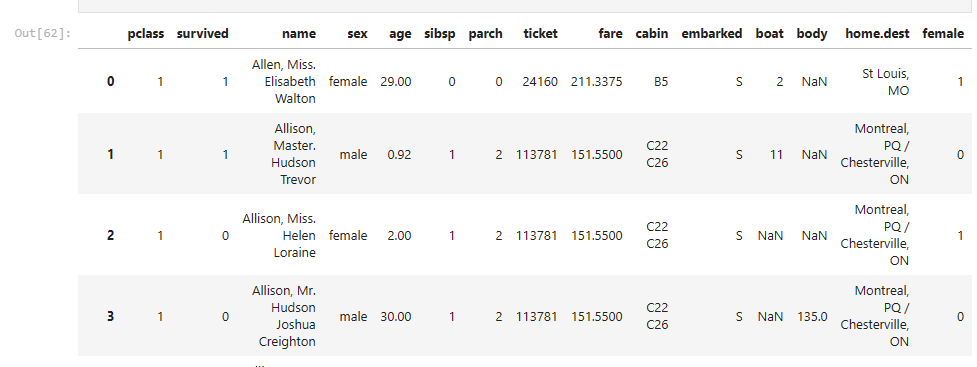 Out[62]:
pclass survived name sex age sibsp parch ticket fare cabin embarked boat body home.dest female
0 1 1 Allen, Miss. Elisabeth Walton female 29.00 0 0 24160 211.3375 B5 S 2 NaN St Louis, MO 1
1 1 1 Allison, Master. Hudson Trevor male 0.92 1 2 113781 151.5500 C22 C26 S 11 NaN Montreal, PQ / Chesterville, ON 0
2 1 0 Allison, Miss. Helen Loraine female 2.00 1 2 113781 151.5500 C22 C26 S NaN NaN Montreal, PQ / Chesterville, ON 1
3 1 0 Allison, Mr. Hudson Joshua Creighton male 30.00 1 2 113781 151.5500 C22 C26 S NaN 135.0 Montreal, PQ / Chesterville, ON 0